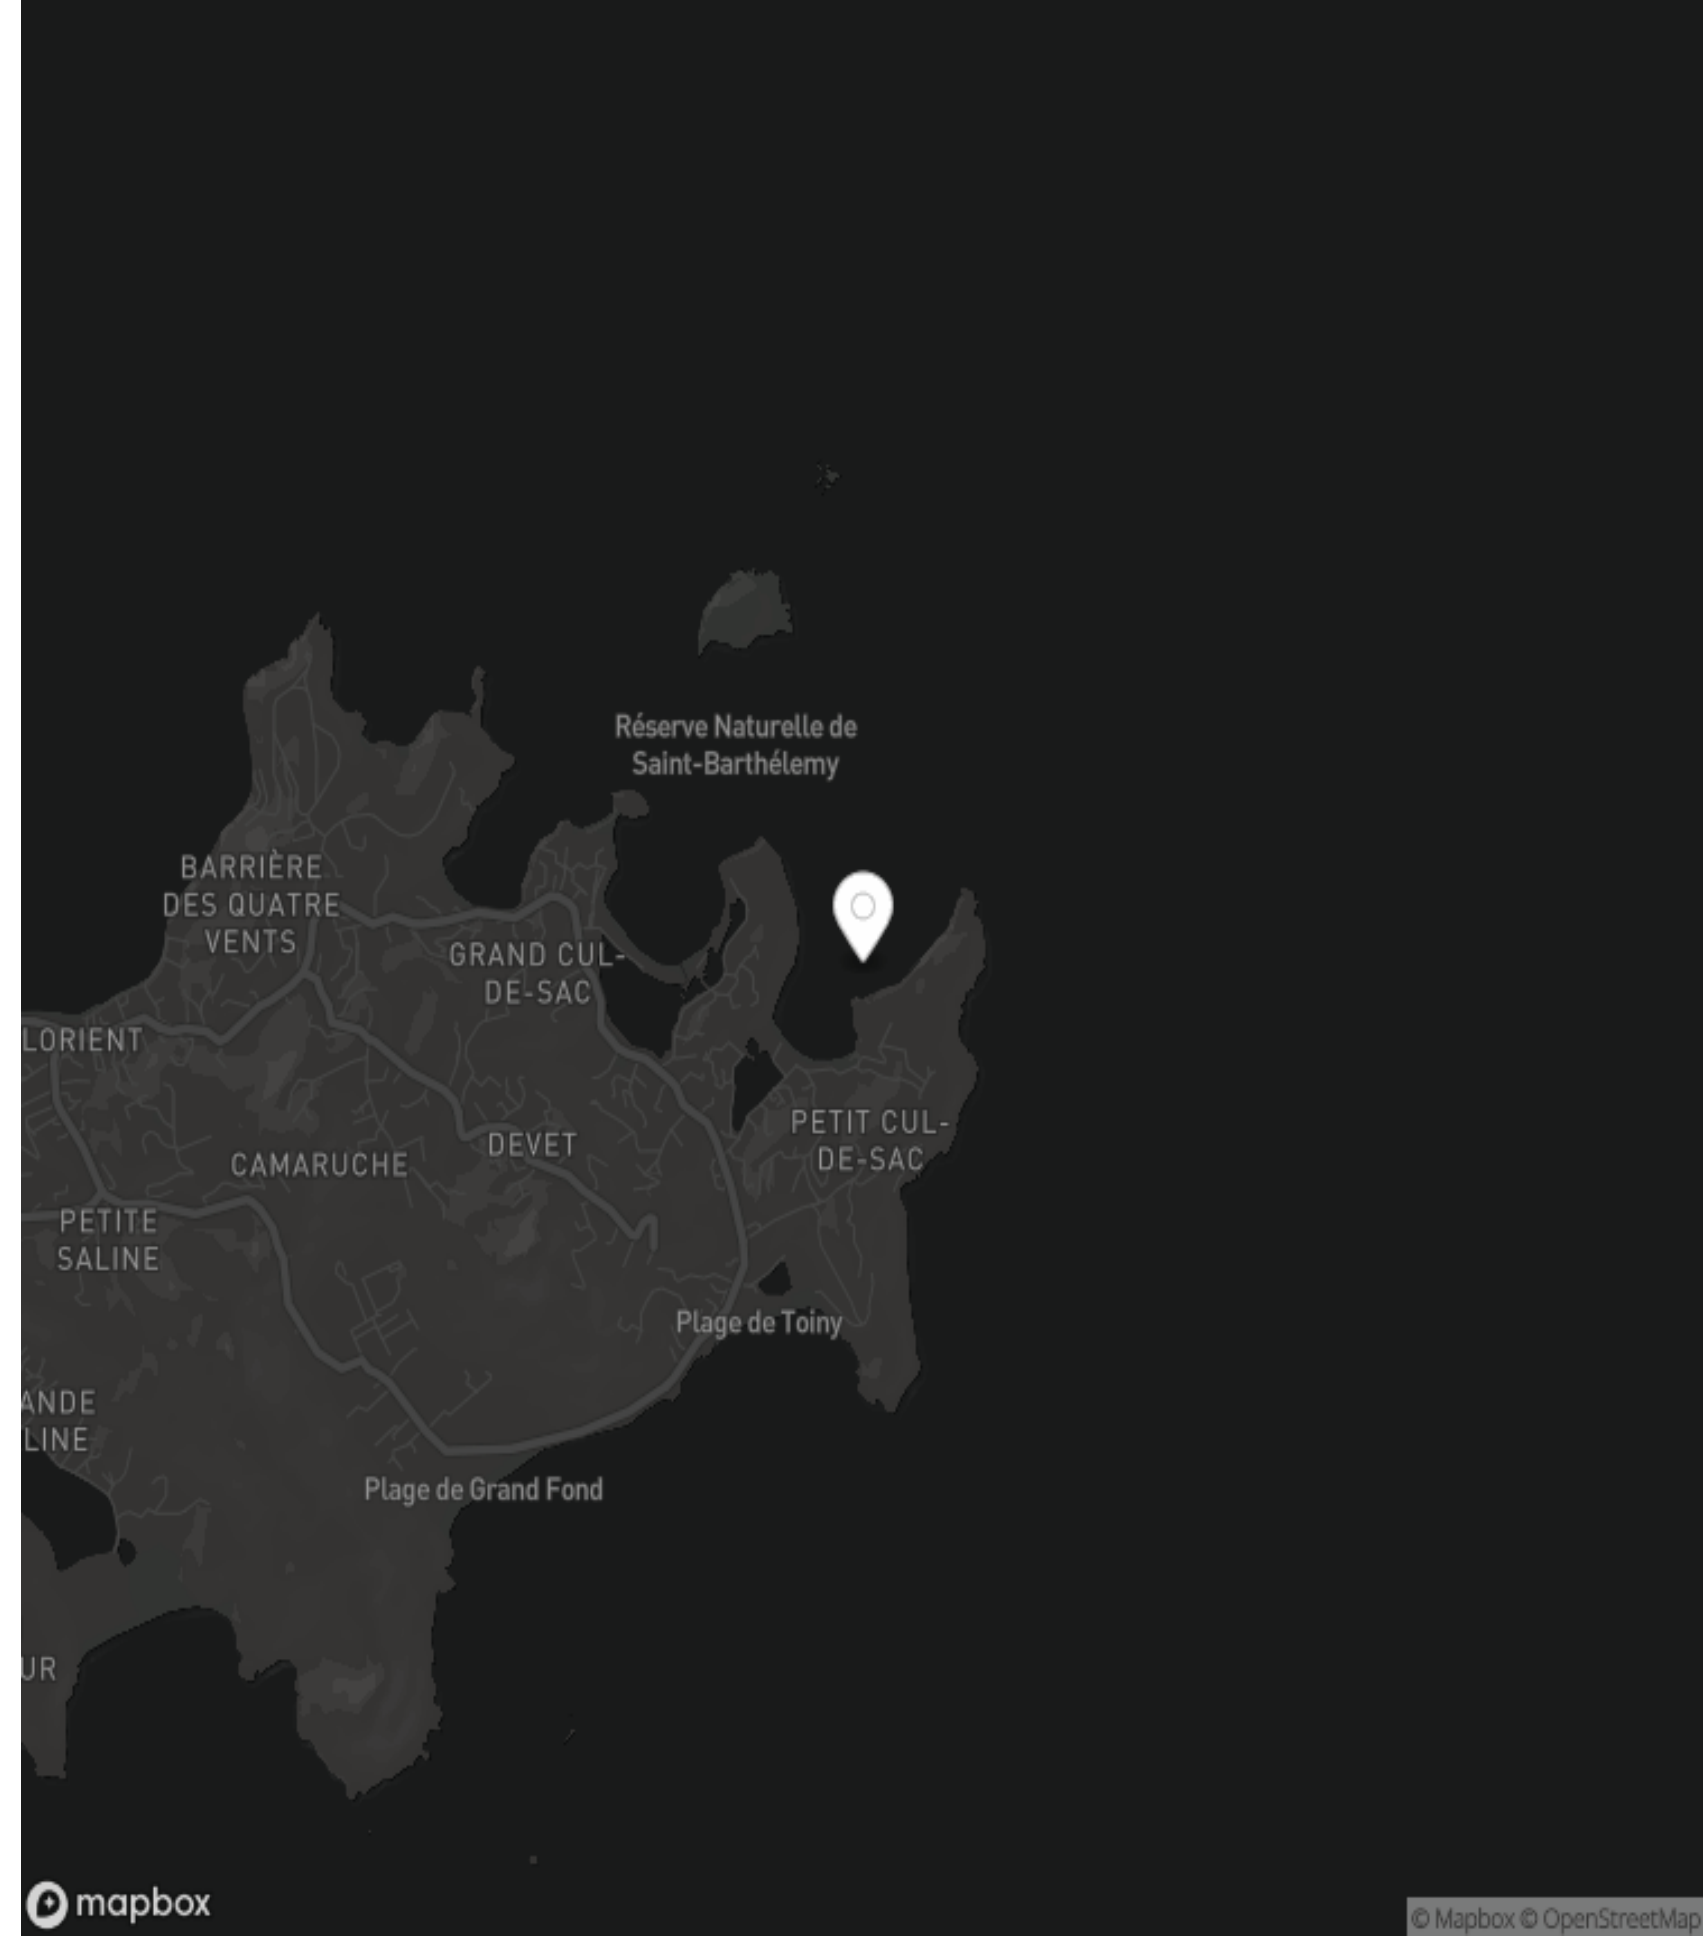 Réserve Naturelle de
Saint-Barthélemy
BARRIÈRE
DES QUATRE
VENTS
GRAND CUL-
DE-SAC
LORIENT
PETIT CUL-
DE-SAC
DEVET
CAMARUCHE
PETITE
SALINE
Plage de Toiny
ANDE
LINE
Plage de Grand Fond
UR
mapbox
© Mapbox © OpenStreetMap